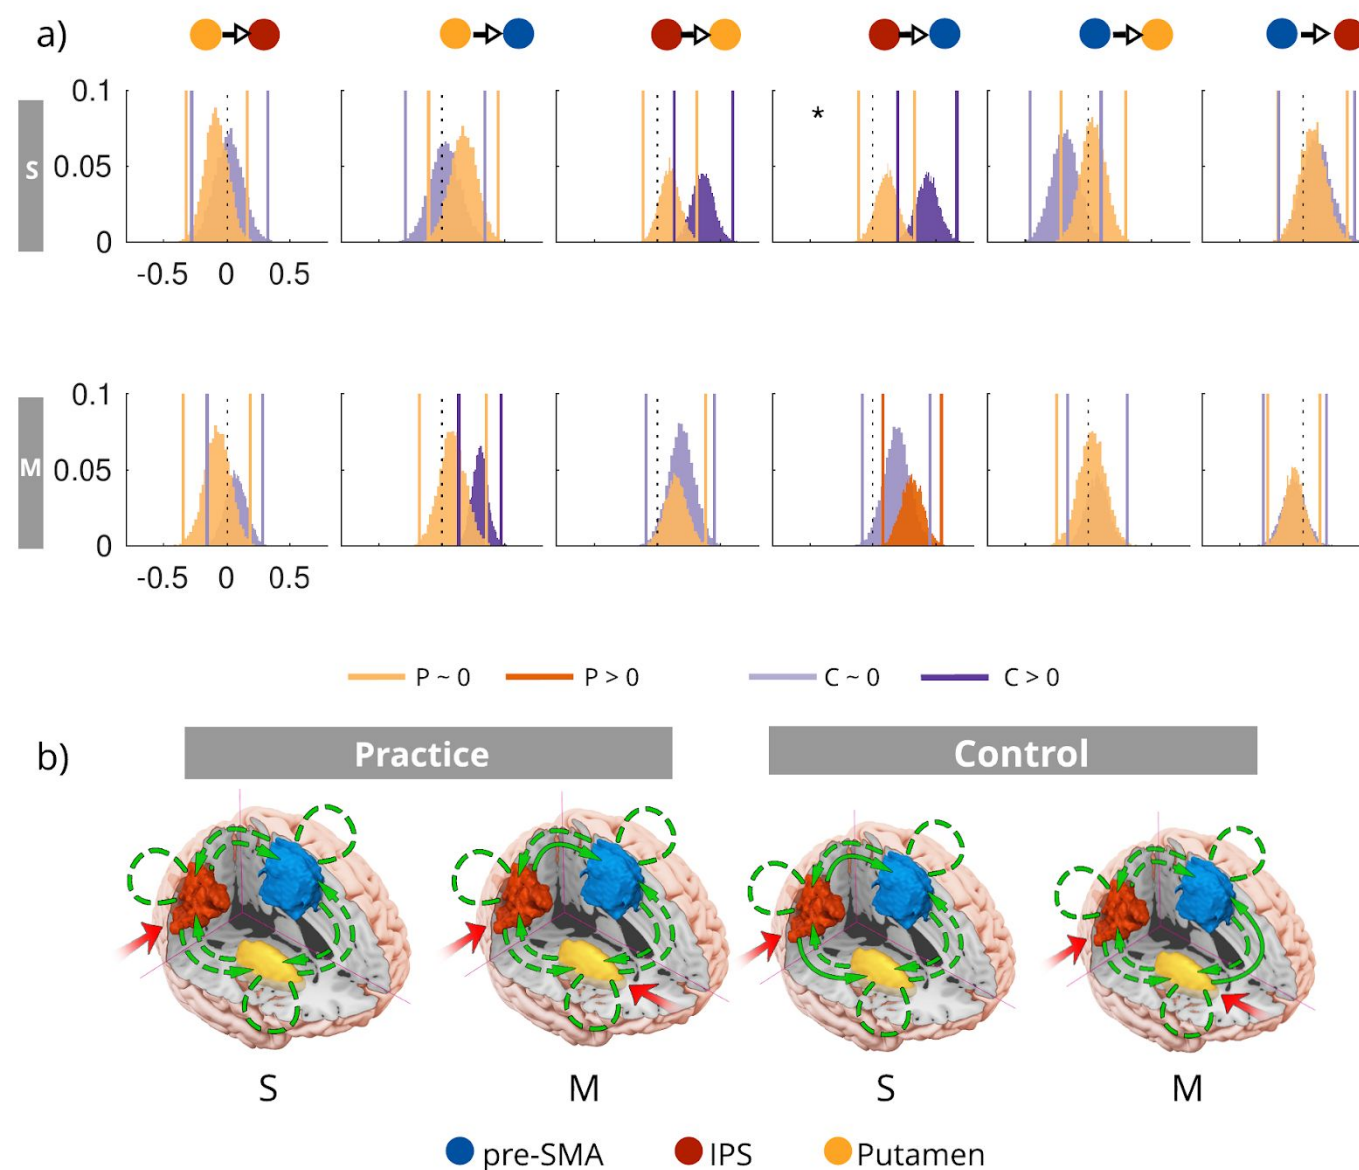 a)
S
0.1
0.05
0
*
-0.5 0 0.5
M
0.1
0.05
0
-0.5 0 0.5
P ~ 0 P > 0 C ~ 0 C > 0
b)
Practice Control
S M S M
pre-SMA IPS Putamen